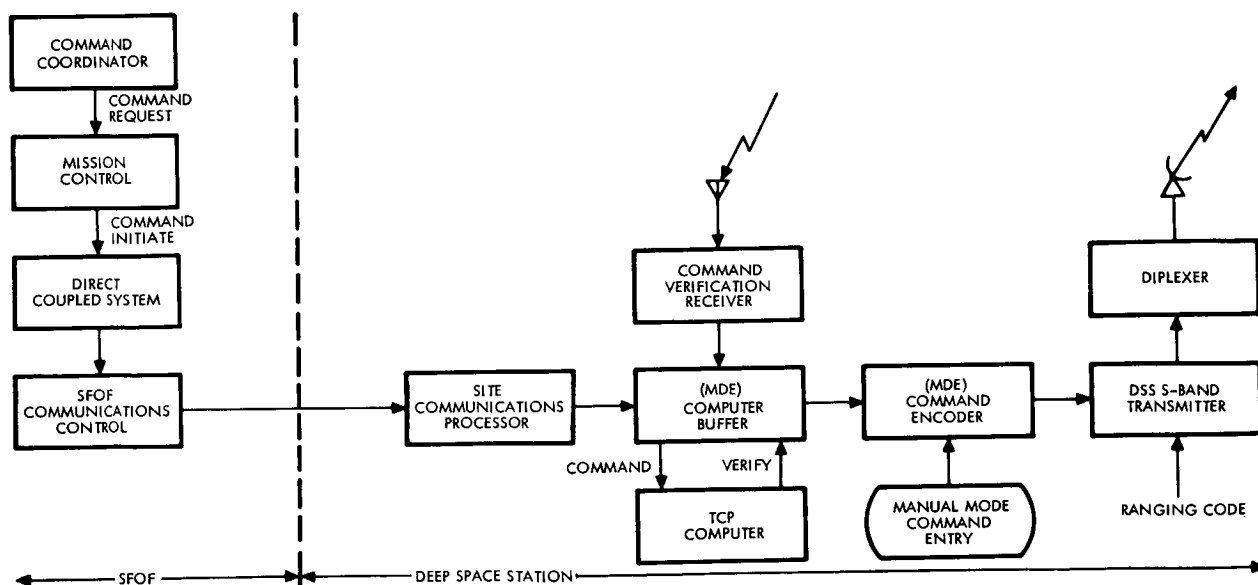 COMMAND
COORDINATOR
COMMAND
REQUEST
MISSION
CONTROL
COMMAND
INITIATE
DIRECT
COUPLED SYSTEM
SFOF
COMMUNICATIONS
CONTROL
SITE
COMMUNICATIONS
PROCESSOR
COMMAND
VERIFICATION
RECEIVER
(MDE)
COMPUTER
BUFFER
COMMAND
VERIFY
TCP
COMPUTER
(MDE)
COMMAND
ENCODER
MANUAL MODE
COMMAND
ENTRY
DIPLEXER
DSS S-BAND
TRANSMITTER
RANGING CODE
SFOF
DEEP SPACE STATION